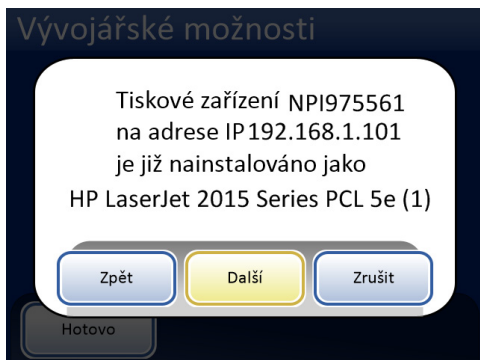 Vývojářské možnosti
Tiskové zařízení NPI975561
na adrese IP 192.168.1.101
je již nainstalováno jako
HP LaserJet 2015 Series PCL 5e (1)
Zpět Další Zrušit
Hotovo